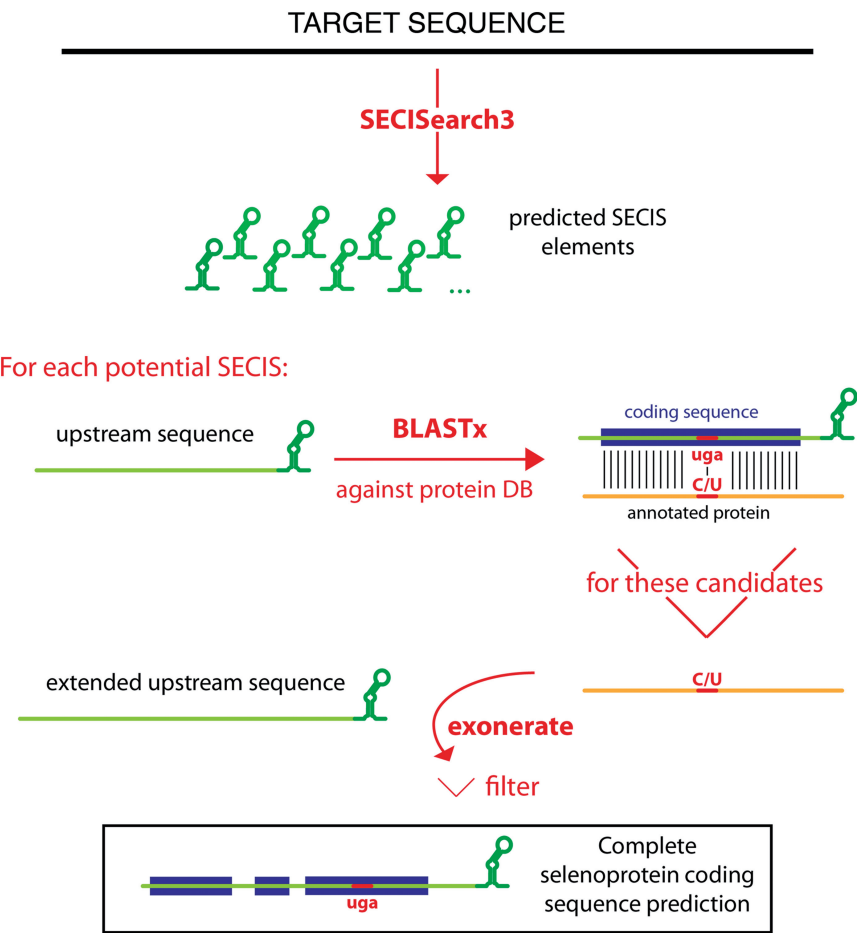 TARGET SEQUENCE
SECISearch3
predicted SECIS
elements
...
For each potential SECIS:
upstream sequence
BLASTx
against protein DB
coding sequence
uga
C/U
annotated protein
for these candidates
extended upstream sequence
C/U
exonerate
filter
uga
Complete
selenoprotein coding
sequence prediction